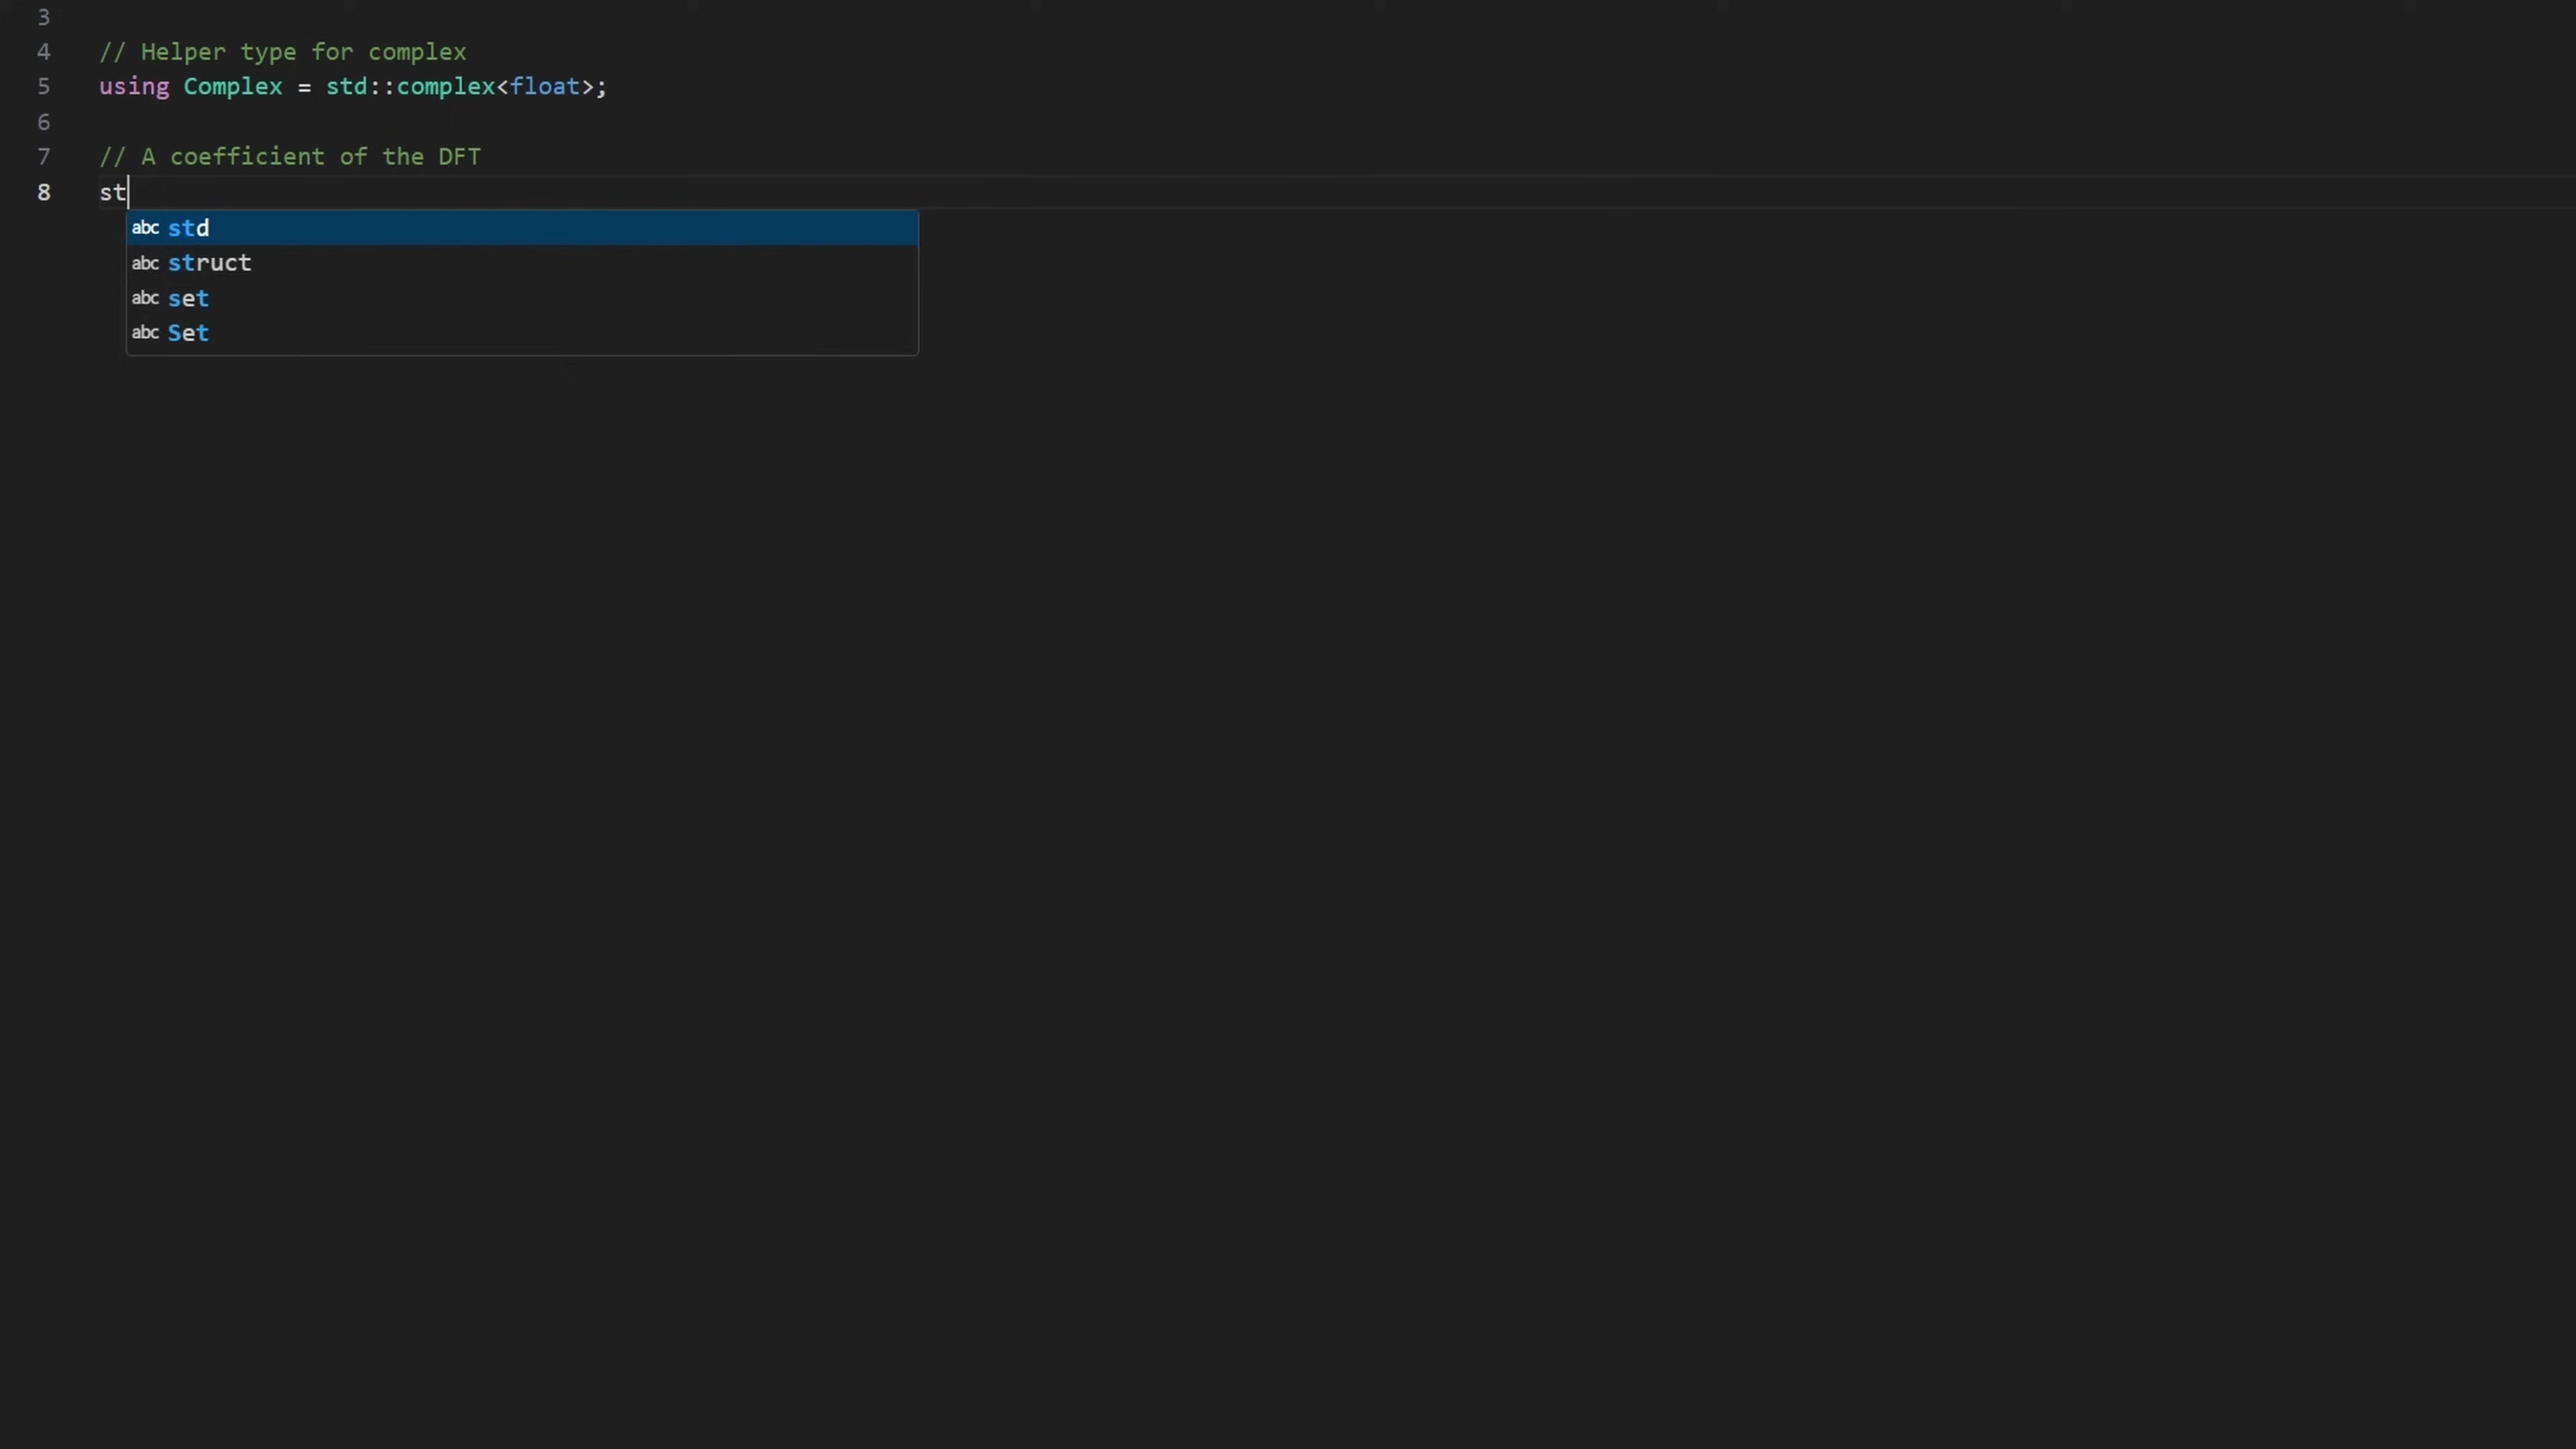 3
4 // Helper type for complex
5 using Complex = std::complex<float>;
6
7 // A coefficient of the DFT
8 st
abc std
abc struct
abc set
abc Set